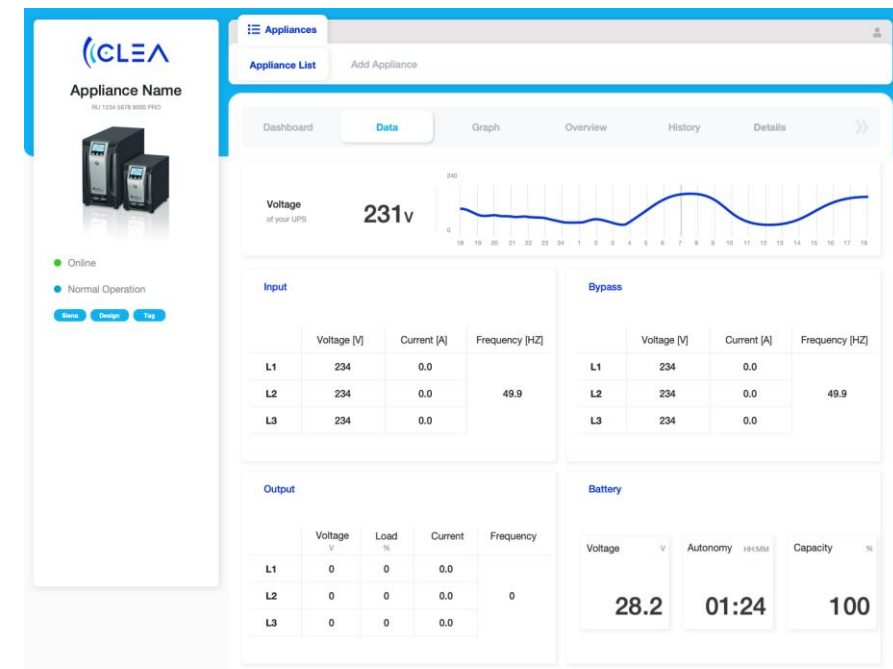 Appliances
CLEA
Appliance List Add Appliance
Appliance Name
RU 1234 5678 9000 PRO
Dashboard Data Graph Overview History Details
Voltage
of your UPS
231V
240
0
18 19 20 21 22 23 24 1 2 3 4 5 6 7 8 9 10 11 12 13 14 15 16 17 18
Online
Normal Operation
Siena Design Tag
Input
Voltage [V] Current [A] Frequency [HZ]
L1 234 0.0
L2 234 0.0 49.9
L3 234 0.0
Bypass
Voltage [V] Current [A] Frequency [HZ]
L1 234 0.0
L2 234 0.0 49.9
L3 234 0.0
Output
Voltage Load Current Frequency
V %
L1 0 0 0.0
L2 0 0 0.0 0
L3 0 0 0.0
Battery
Voltage V Autonomy HH:MM Capacity %
28.2 01:24 100